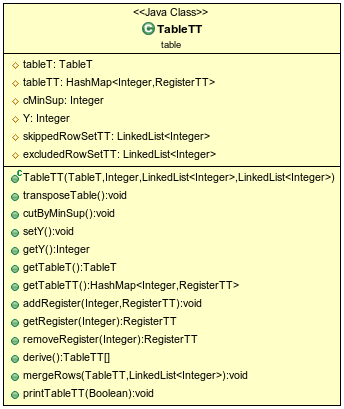 <<Java Class>>
TableTT
table
tableT: TableT
tableTT: HashMap<Integer,RegisterTT>
cMinSup: Integer
Y: Integer
skippedRowSetTT: LinkedList<Integer>
excludedRowSetTT: LinkedList<Integer>
TableTT(TableT,Integer,LinkedList<Integer>,LinkedList<Integer>)
transposeTable():void
cutByMinSup():void
setY():void
getY():Integer
getTableT():TableT
getTableTT():HashMap<Integer,RegisterTT>
addRegister(Integer,RegisterTT):void
getRegister(Integer):RegisterTT
removeRegister(Integer):RegisterTT
derive():TableTT[]
mergeRows(TableTT,LinkedList<Integer>):void
printTableTT(Boolean):void